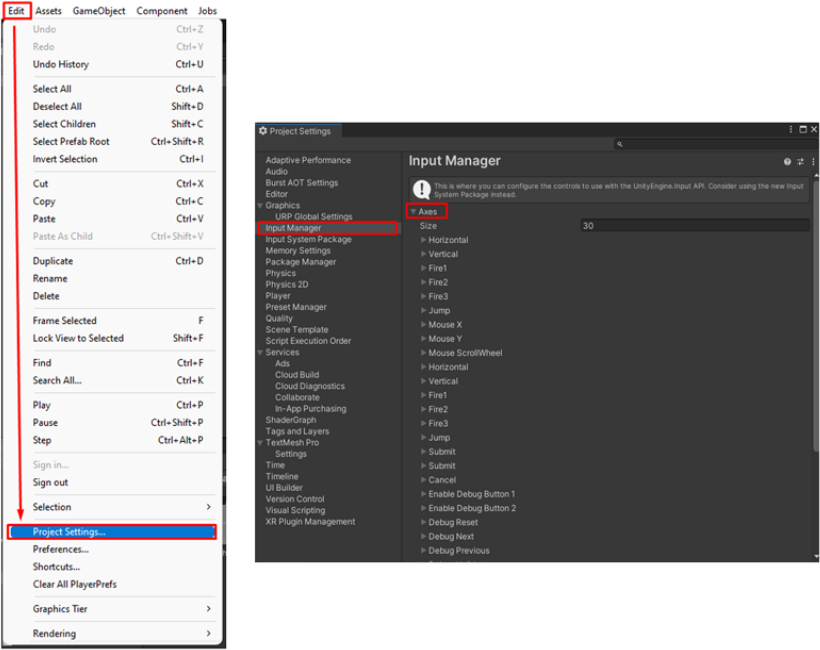 Edit Assets GameObject Component Jobs
Undo Ctrl+Z
Redo Ctrl+Y
Undo History Ctrl+U
Select All Ctrl+A
Deselect All Shift+D
Select Children Shift+C
Select Prefab Root Ctrl+Shift+R
Invert Selection Ctrl+I
Cut Ctrl+X
Copy Ctrl+C
Paste Ctrl+V
Paste As Child Ctrl+Shift+V
Duplicate Ctrl+D
Rename
Delete
Frame Selected F
Lock View to Selected Shift+F
Find Ctrl+F
Search All... Ctrl+K
Play Ctrl+P
Pause Ctrl+Shift+P
Step Ctrl+Alt+P
Sign in...
Sign out
Selection
Project Settings...
Preferences...
Shortcuts...
Clear All PlayerPrefs
Graphics Tier
Rendering
Project Settings
Adaptive Performance
Audio
Burst AOT Settings
Editor
Graphics
URP Global Settings
Input Manager
Input System Package
Memory Settings
Package Manager
Physics
Physics 2D
Player
Preset Manager
Quality
Scene Template
Script Execution Order
Services
Ads
Cloud Build
Cloud Diagnostics
Collaborate
In-App Purchasing
ShaderGraph
Tags and Layers
TextMesh Pro
Settings
Time
Timeline
UI Builder
Version Control
Visual Scripting
XR Plugin Management
Input Manager
This is where you can configure the controls to use with the UnityEngine.Input API. Consider using the new Input
System Package instead.
Axes
Size 30
Horizontal
Vertical
Fire1
Fire2
Fire3
Jump
Mouse X
Mouse Y
Mouse ScrollWheel
Horizontal
Vertical
Fire1
Fire2
Fire3
Jump
Submit
Submit
Cancel
Enable Debug Button 1
Enable Debug Button 2
Debug Reset
Debug Next
Debug Previous